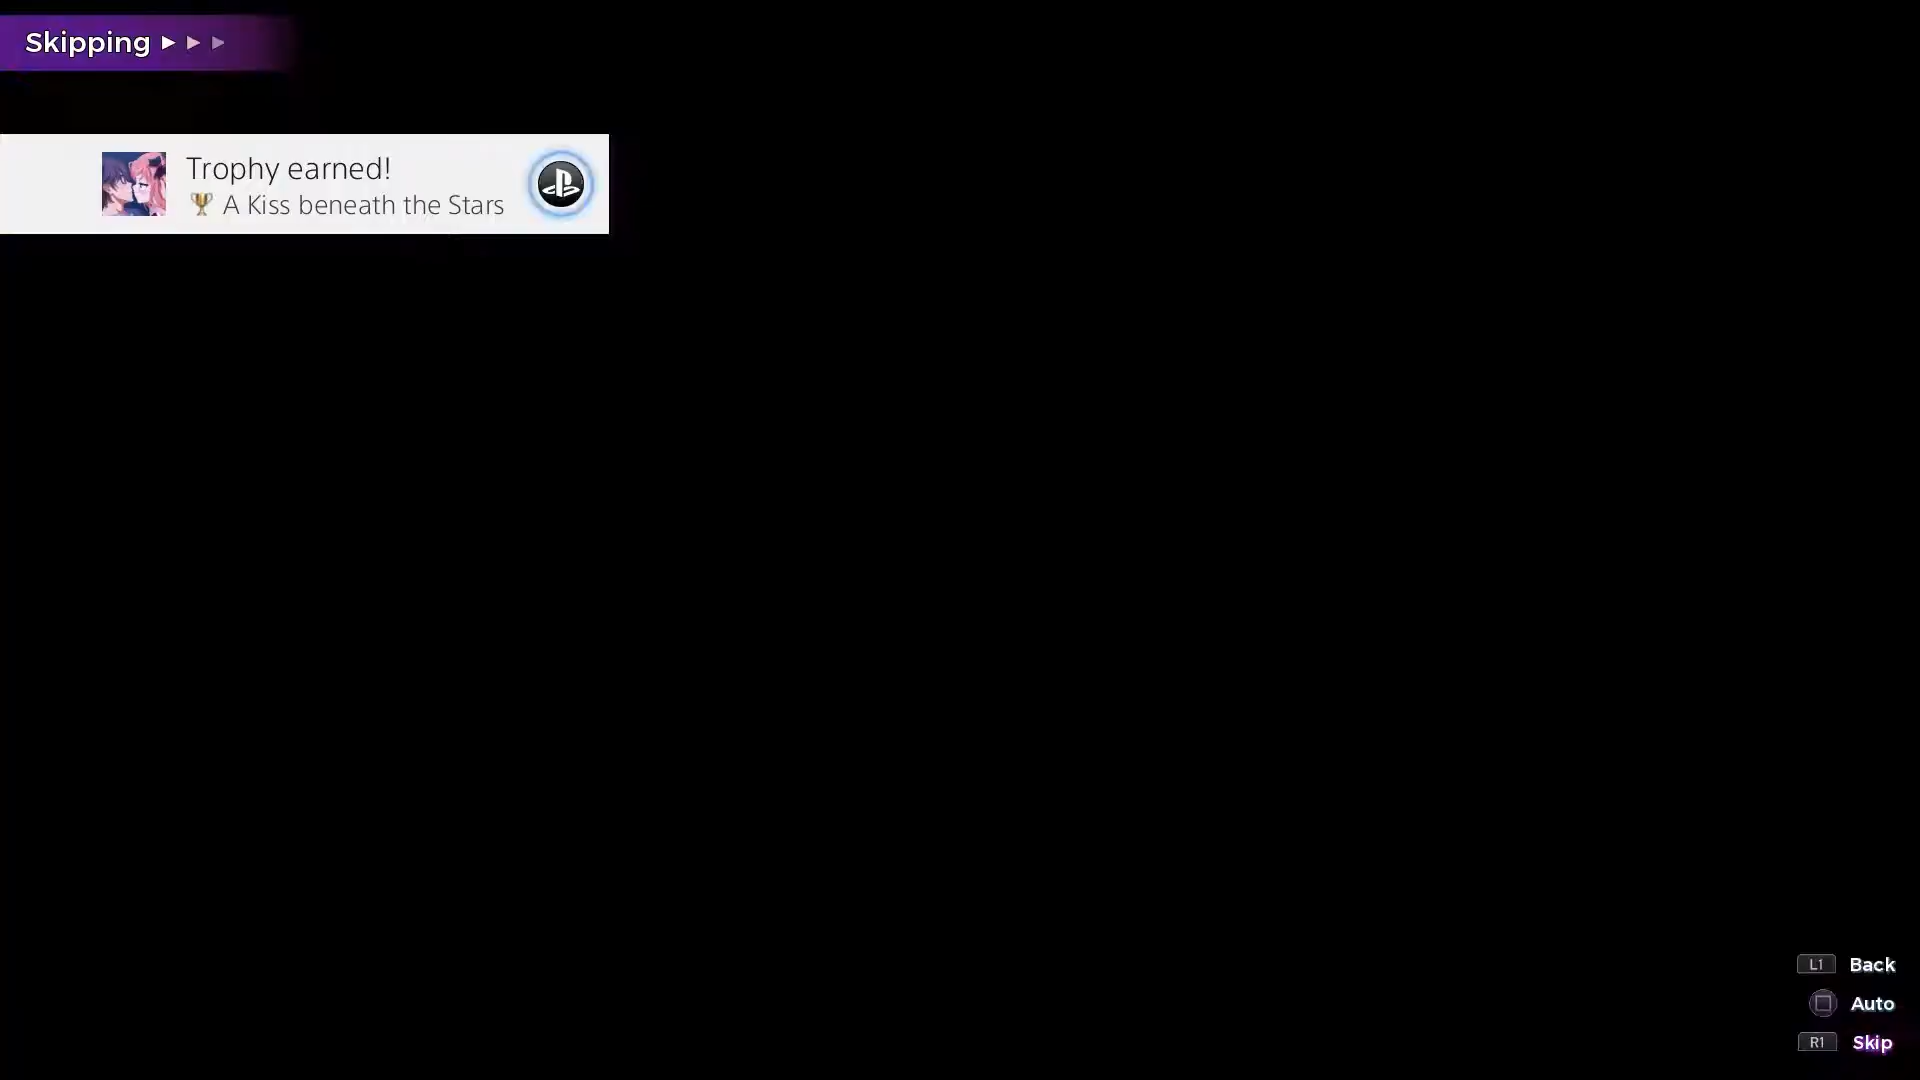 Skipping
Trophy earned!
A Kiss beneath the Stars
L1 Back
Auto
R1 Skip